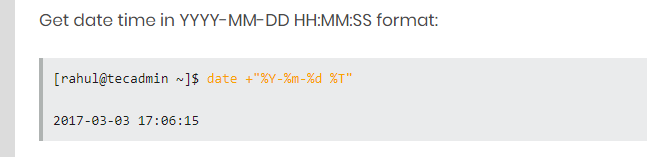 Get date time in YYYY-MM-DD HH:MM:SS format:
[rahul@tecadmin ~]$ date +"%Y-%m-%d %T"
2017-03-03 17:06:15